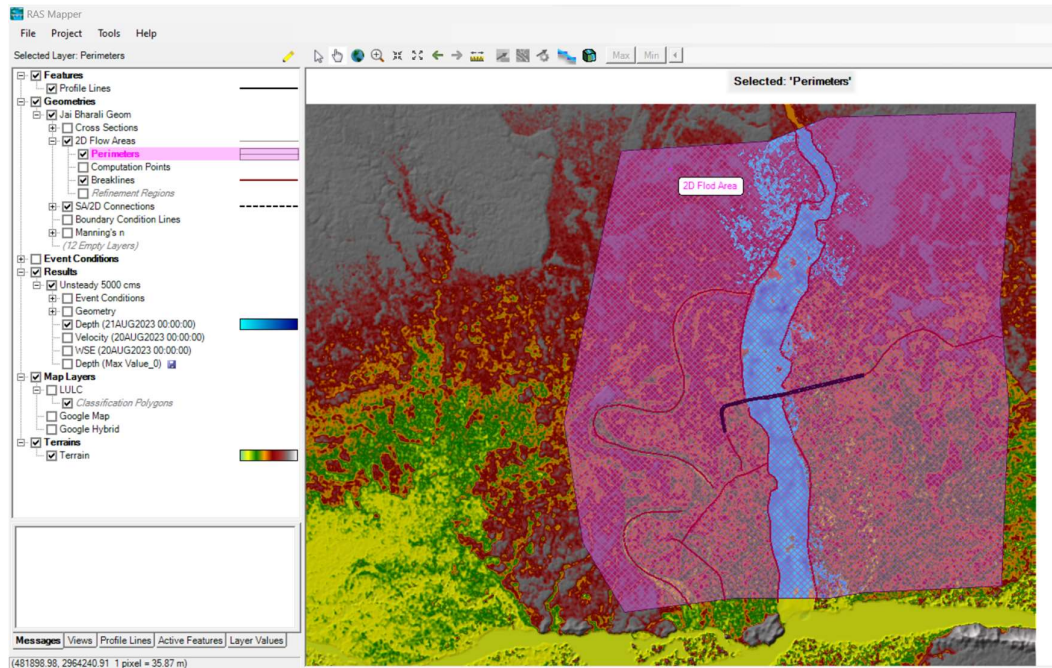 RAS Mapper
File Project Tools Help
Selected Layer: Perimeters
Max Min
Features
Profile Lines
Geometries
Jai Bharali Geom
Cross Sections
2D Flow Areas
Perimeters
Computation Points
Breaklines
Refinement Regions
SA/2D Connections
Boundary Condition Lines
Manning's n
(12 Empty Layers)
Event Conditions
Results
Unsteady 5000 cms
Event Conditions
Geometry
Depth (21AUG2023 00:00:00)
Velocity (20AUG2023 00:00:00)
WSE (20AUG2023 00:00:00)
Depth (Max Value_0)
Map Layers
LULC
Classification Polygons
Google Map
Google Hybrid
Terrains
Terrain
Messages Views Profile Lines Active Features Layer Values
(481898.98, 2964240.91 1 pixel = 35.87 m)
Selected: 'Perimeters'
2D Flod Area